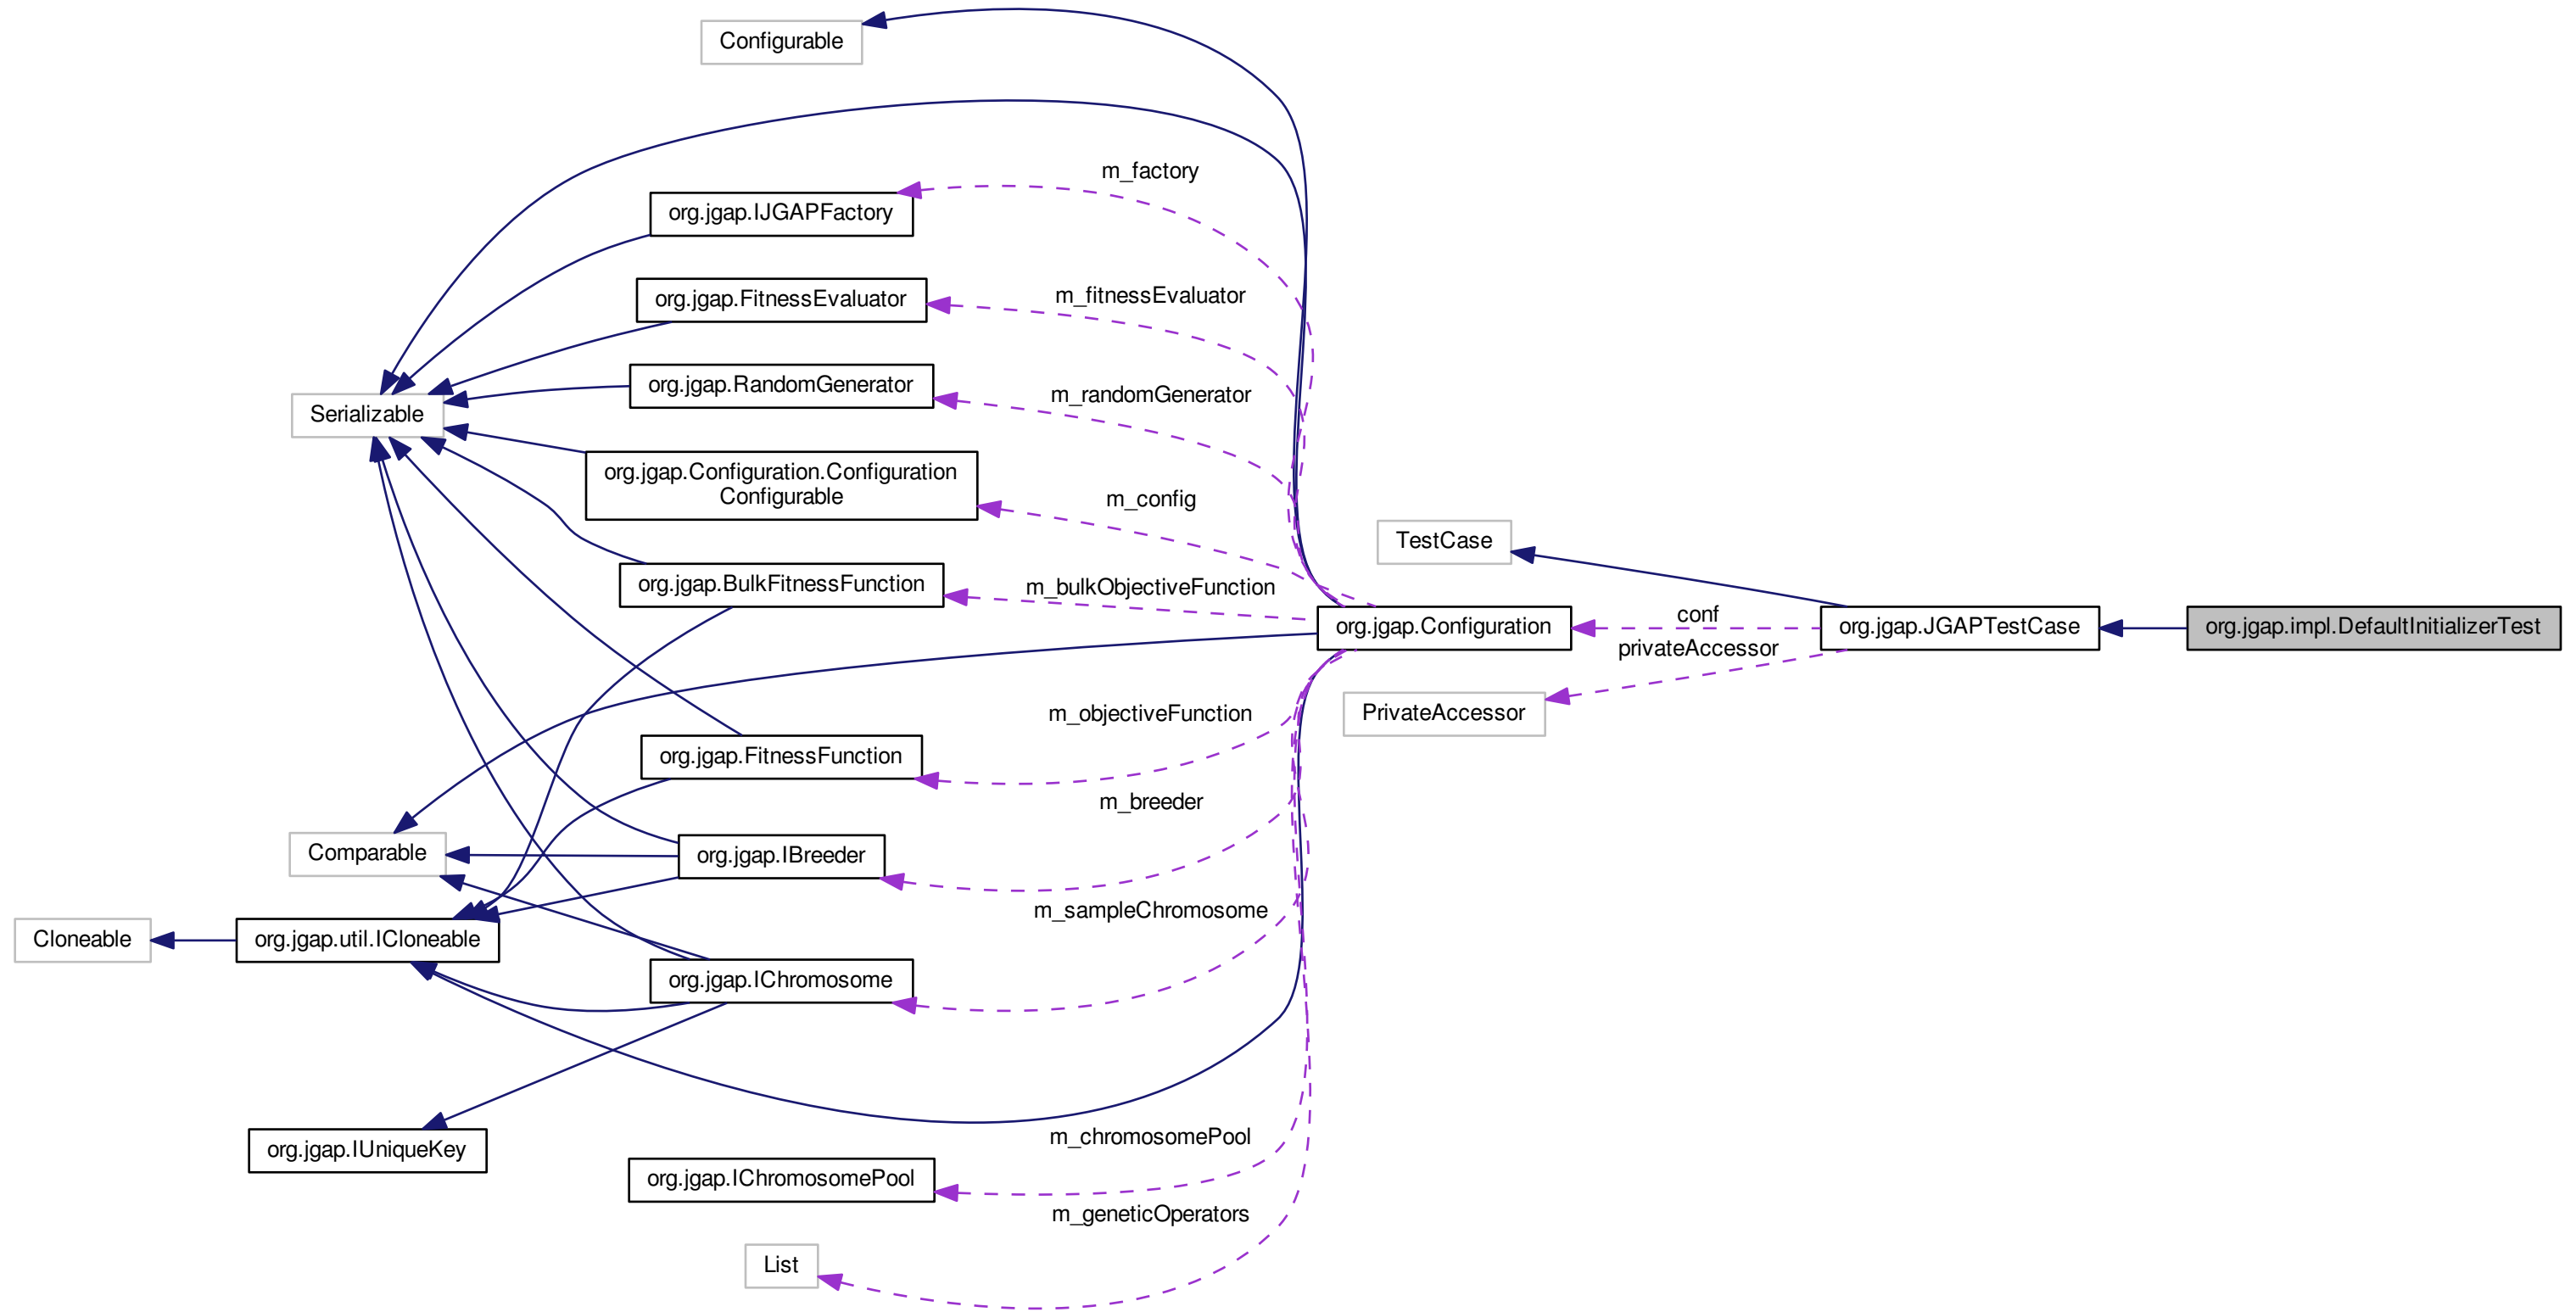 Configurable
m_factory
org.jgap.IJGAPFactory
m_fitnessEvaluator
org.jgap.FitnessEvaluator
m_randomGenerator
org.jgap.RandomGenerator
Serializable
org.jgap.Configuration.Configuration
Configurable
m_config
TestCase
org.jgap.BulkFitnessFunction
m_bulkObjectiveFunction
org.jgap.Configuration
conf
privateAccessor
org.jgap.JGAPTestCase
org.jgap.impl.DefaultInitializerTest
PrivateAccessor
m_objectiveFunction
org.jgap.FitnessFunction
m_breeder
Comparable
org.jgap.IBreeder
m_sampleChromosome
Cloneable
org.jgap.util.ICloneable
org.jgap.IChromosome
m_chromosomePool
org.jgap.IUniqueKey
org.jgap.IChromosomePool
m_geneticOperators
List